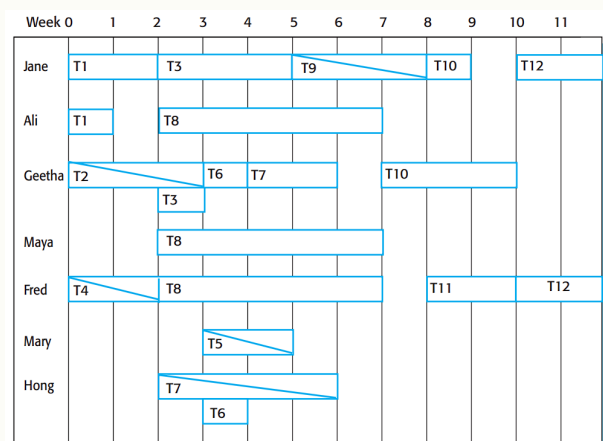 Week 0 1 2 3 4 5 6 7 8 9 10 11
Jane T1 T3 T9 T10 T12
Ali T1 T8
Geetha T2 T6 T7 T10
T3
Maya T8
Fred T4 T8 T11 T12
Mary T5
Hong T7
T6